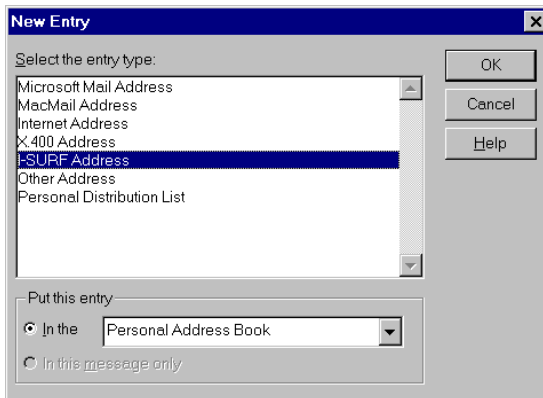 New Entry
Select the entry type:
OK
Microsoft Mail Address
MacMail Address
Internet Address
X.400 Address
I-SURF Address
Other Address
Personal Distribution List
Cancel
Help
Put this entry
In the
Personal Address Book
In this message only